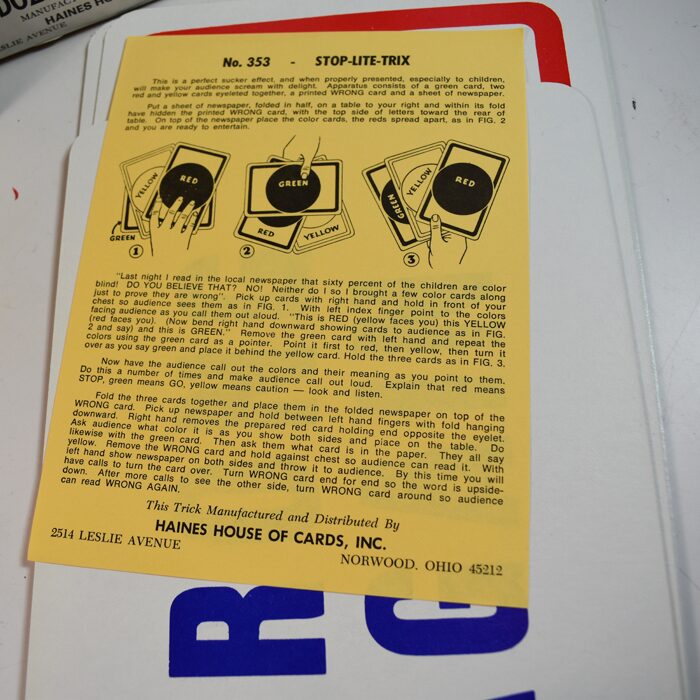 MANUFACTU
HAINES HO
LESLIE AVENUE
No. 353 - STOP-LITE-TRIX
This is a perfect sucker effect, and when properly presented, especially to children,
will make your audience scream with delight. Apparatus consists of a green card, two
red and yellow cards eyeleted together, a printed WRONG card and a sheet of newspaper.
Put a sheet of newspaper, folded in half, on a table to your right and within its fold
have hidden the printed WRONG card, with the top side of letters toward the rear of
table. On top of the newspaper place the color cards, the reds spread apart, as in FIG. 2
and you are ready to entertain.
YELLOW
RED
GREEN
1
GREEN
RED
YELLOW
2
GREEN
YELLOW
RED
3
"Last night I read in the local newspaper that sixty percent of the children are color
blind! DO YOU BELIEVE THAT? NO! Neither do I so I brought a few color cards along
just to prove they are wrong". Pick up cards with right hand and hold in front of your
chest so audience sees them as in FIG. 1. With left index finger point to the colors
facing audience as you call them out aloud. "This is RED (yellow faces you) this YELLOW
(red faces you). (Now bend right hand downward showing cards to audience as in FIG.
2 and say) and this is GREEN." Remove the green card with left hand and repeat the
colors using the green card as a pointer. Point it first to red, then yellow, then turn it
over as you say green and place it behind the yellow card. Hold the three cards as in FIG. 3.
Now have the audience call out the colors and their meaning as you point to them.
Do this a number of times and make audience call out loud. Explain that red means
STOP, green means GO, yellow means caution — look and listen.
Fold the three cards together and place them in the folded newspaper on top of the
WRONG card. Pick up newspaper and hold between left hand fingers with fold hanging
downward. Right hand removes the prepared red card holding end opposite the eyelet.
Ask audience what color it is as you show both sides and place on the table. Do
likewise with the green card. Then ask them what card is in the paper. They all say
yellow. Remove the WRONG card and hold against chest so audience can read it. With
left hand show newspaper on both sides and throw it to audience. By this time you will
have calls to turn the card over. Turn WRONG card end for end so the word is upside-
down. After more calls to see the other side, turn WRONG card around so audience
can read WRONG AGAIN.
This Trick Manufactured and Distributed By
HAINES HOUSE OF CARDS, INC.
2514 LESLIE AVENUE
NORWOOD, OHIO 45212